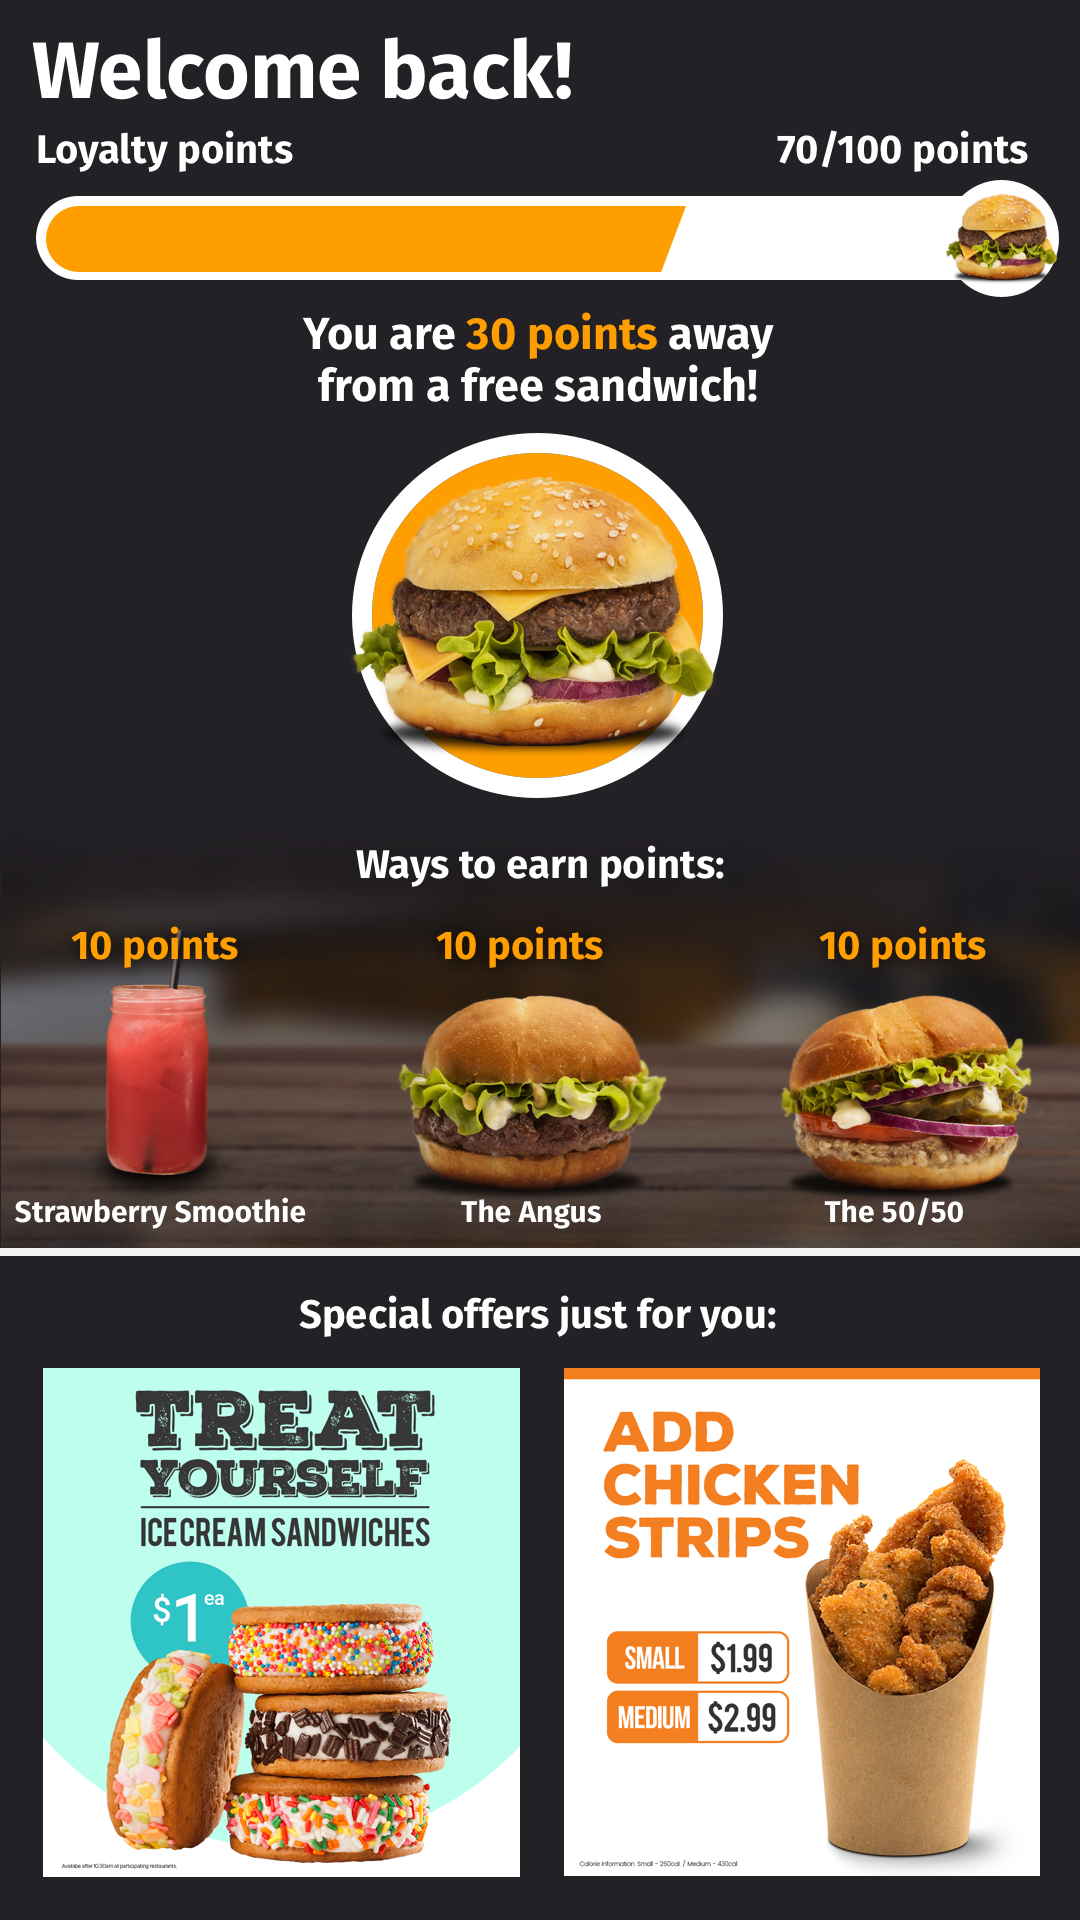 Welcome back!
Loyalty points
70/100 points
You are 30 points away
from a free sandwich!
Ways to earn points:
10 points
10 points
10 points
Strawberry Smoothie
The Angus
The 50/50
Special offers just for you:
TREAT
YOURSELF
ICE CREAM SANDWICHES
$1 ea
Available after 10:30am at participating restaurants.
ADD
CHICKEN
STRIPS
SMALL $1.99
MEDIUM $2.99
Calorie Information: Small - 260cal. / Medium - 430cal.